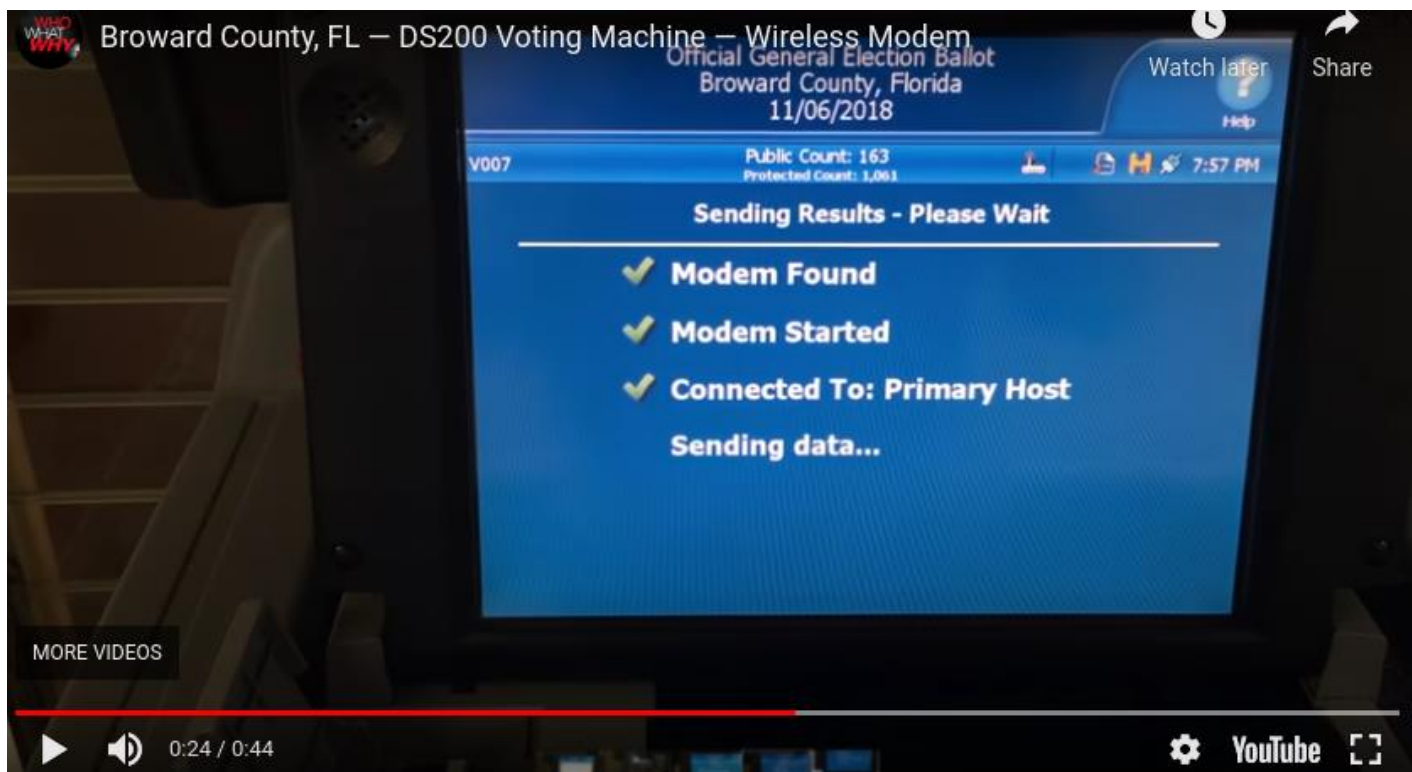 WHO
WHAT
WHY
Broward County, FL — DS200 Voting Machine — Wireless Modem
Watch later
Share
Official General Election Ballot
Broward County, Florida
11/06/2018
Help
V007
Public Count: 163
Protected Count: 1,061
7:57 PM
Sending Results - Please Wait
Modem Found
Modem Started
Connected To: Primary Host
Sending data...
MORE VIDEOS
0:24 / 0:44
YouTube